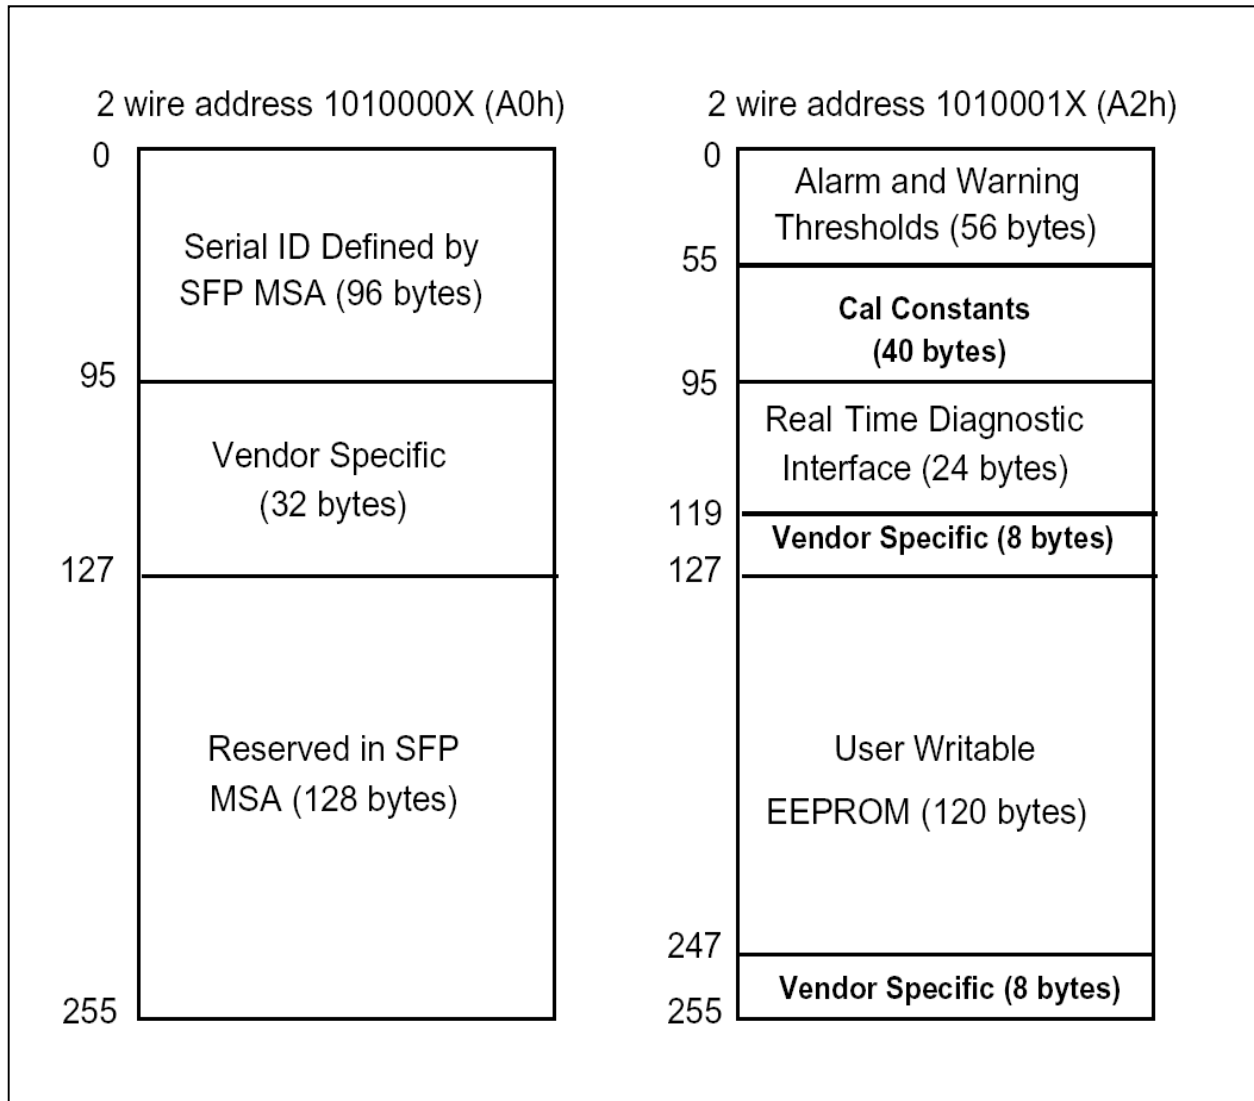 2 wire address 1010000X (A0h)
0
Serial ID Defined by
SFP MSA (96 bytes)
95
Vendor Specific
(32 bytes)
127
Reserved in SFP
MSA (128 bytes)
255
2 wire address 1010001X (A2h)
0
Alarm and Warning
Thresholds (56 bytes)
55
Cal Constants
(40 bytes)
95
Real Time Diagnostic
Interface (24 bytes)
119
Vendor Specific (8 bytes)
127
User Writable
EEPROM (120 bytes)
247
Vendor Specific (8 bytes)
255